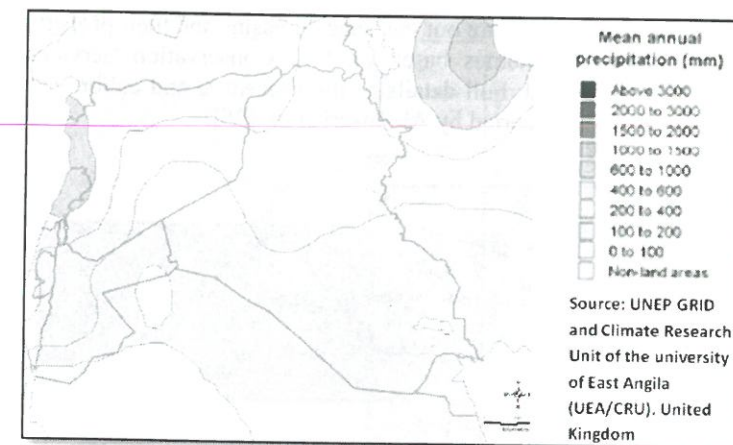 Mean annual
precipitation (mm)
Above 3000
2000 to 3000
1500 to 2000
1000 to 1500
600 to 1000
400 to 600
200 to 400
100 to 200
0 to 100
Non-land areas
Source: UNEP GRID
and Climate Research
Unit of the university
of East Angila
(UEA/CRU). United
Kingdom